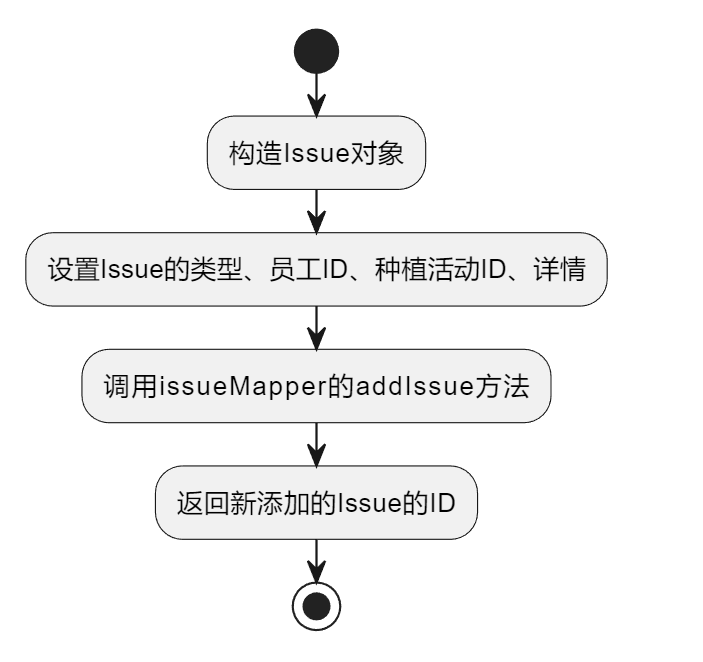 构造Issue对象
设置Issue的类型、员工ID、种植活动ID、详情
调用issueMapper的addIssue方法
返回新添加的Issue的ID